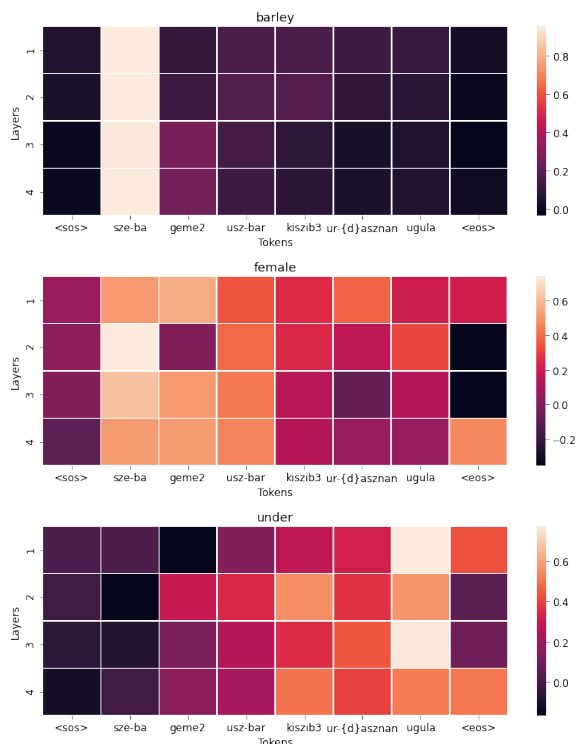 barley
1
2
3
4
Layers
<sos> sze-ba geme2 usz-bar kiszib3 ur-{d}asznan ugula <eos>
Tokens
0.8
0.6
0.4
0.2
0.0
female
1
2
3
4
Layers
<sos> sze-ba geme2 usz-bar kiszib3 ur-{d}asznan ugula <eos>
Tokens
0.6
0.4
0.2
0.0
−0.2
under
1
2
3
4
Layers
<sos> sze-ba geme2 usz-bar kiszib3 ur-{d}asznan ugula <eos>
Tokens
0.6
0.4
0.2
0.0